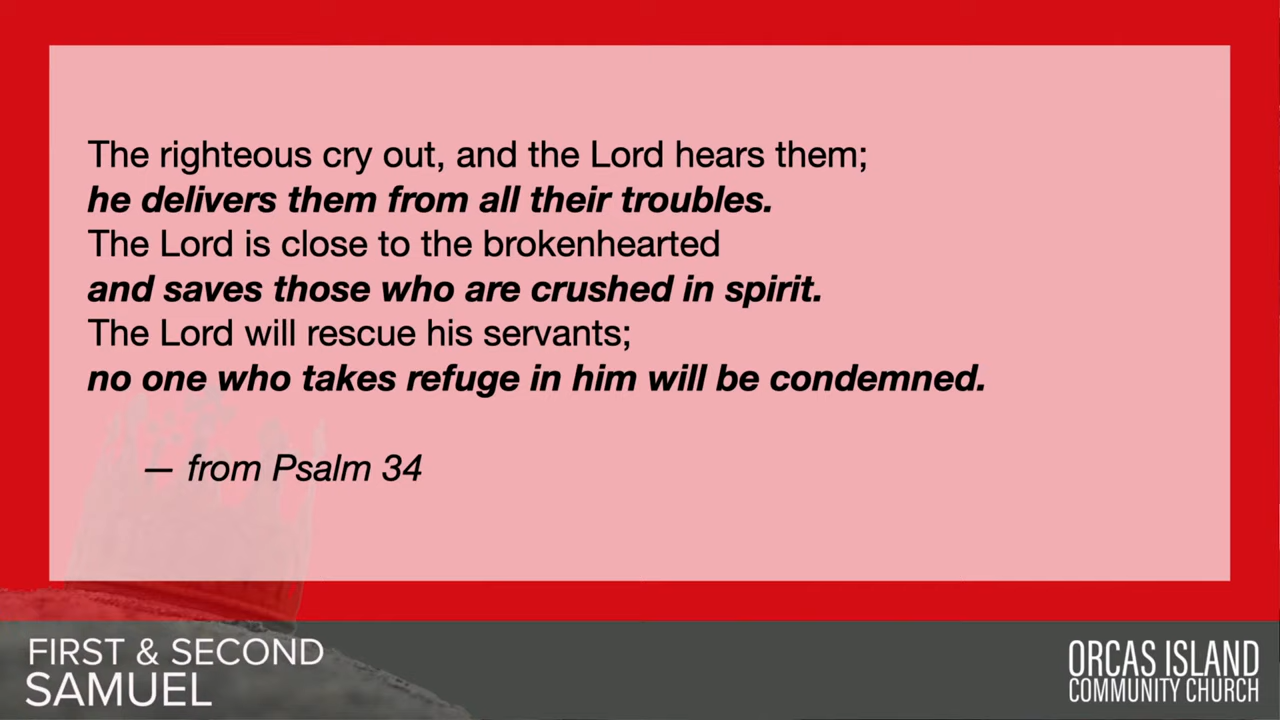 The righteous cry out, and the Lord hears them;
he delivers them from all their troubles.
The Lord is close to the brokenhearted
and saves those who are crushed in spirit.
The Lord will rescue his servants;
no one who takes refuge in him will be condemned.
— from Psalm 34
FIRST & SECOND
SAMUEL
ORCAS ISLAND
COMMUNITY CHURCH